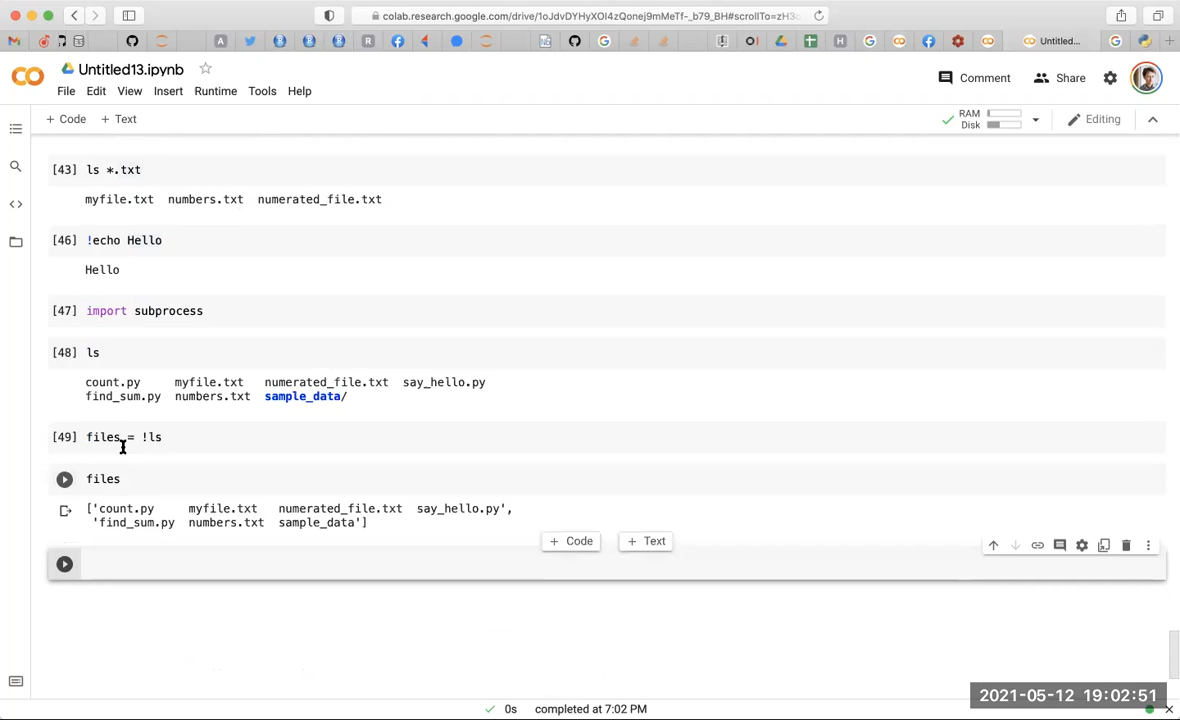 colab.research.google.com/drive/1oJdvDYHyXOI4zQonej9mMeTf-_b79_BH#scrollTo=zH3
Untitled...
Untitled13.ipynb
Comment Share
File Edit View Insert Runtime Tools Help
+ Code + Text
RAM
Disk
Editing
[43] ls *.txt
myfile.txt numbers.txt numerated_file.txt
[46] !echo Hello
Hello
[47] import subprocess
[48] ls
count.py myfile.txt numerated_file.txt say_hello.py
find_sum.py numbers.txt sample_data/
[49] files = !ls
files
['count.py myfile.txt numerated_file.txt say_hello.py',
'find_sum.py numbers.txt sample_data']
+ Code + Text
2021-05-12 19:02:51
0s completed at 7:02 PM